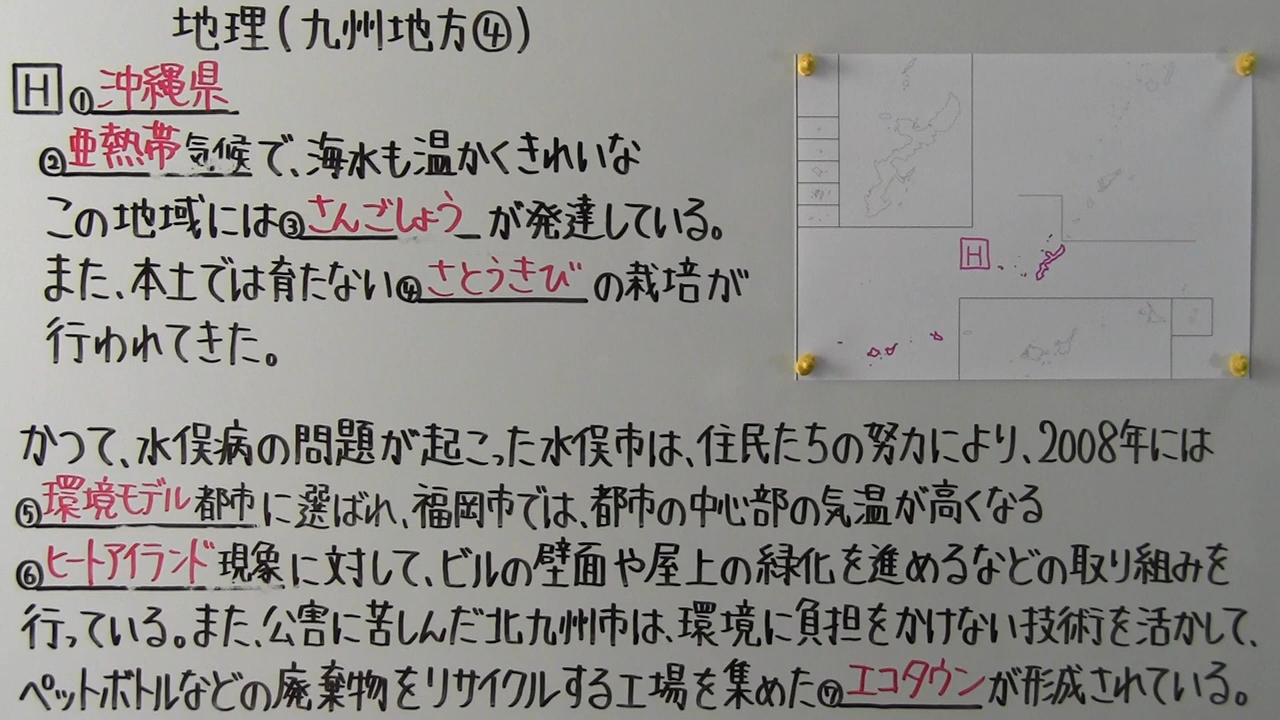 地理(九州地方④)
H ①沖縄県
②亜熱帯気候で、海水も温かくきれいな
この地域には③さんごしょうが発達している。
また、本土では育たない④さとうきびの栽培が
行われてきた。
H
かつて、水俣病の問題が起こった水俣市は、住民たちの努力により、2008年には
⑤環境モデル都市に選ばれ、福岡市では、都市の中心部の気温が高くなる
⑥ヒートアイランド現象に対して、ビルの壁面や屋上の緑化を進めるなどの取り組みを
行っている。また、公害に苦しんだ北九州市は、環境に負担をかけない技術を活かして、
ペットボトルなどの廃棄物をリサイクルする工場を集めた⑦エコタウンが形成されている。